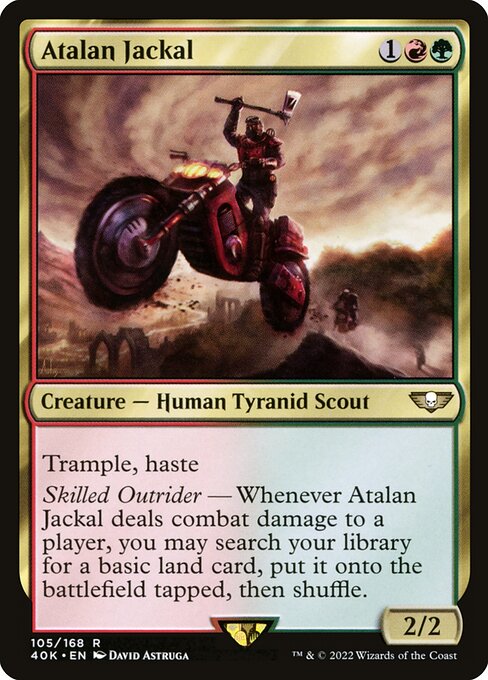 Atalan Jackal 1
Creature — Human Tyranid Scout
Trample, haste
Skilled Outrider — Whenever Atalan
Jackal deals combat damage to a
player, you may search your library
for a basic land card, put it onto the
battlefield tapped, then shuffle.
2/2
105/168 R
40K • EN DAVID ASTRUGA
™ & © 2022 Wizards of the Coast